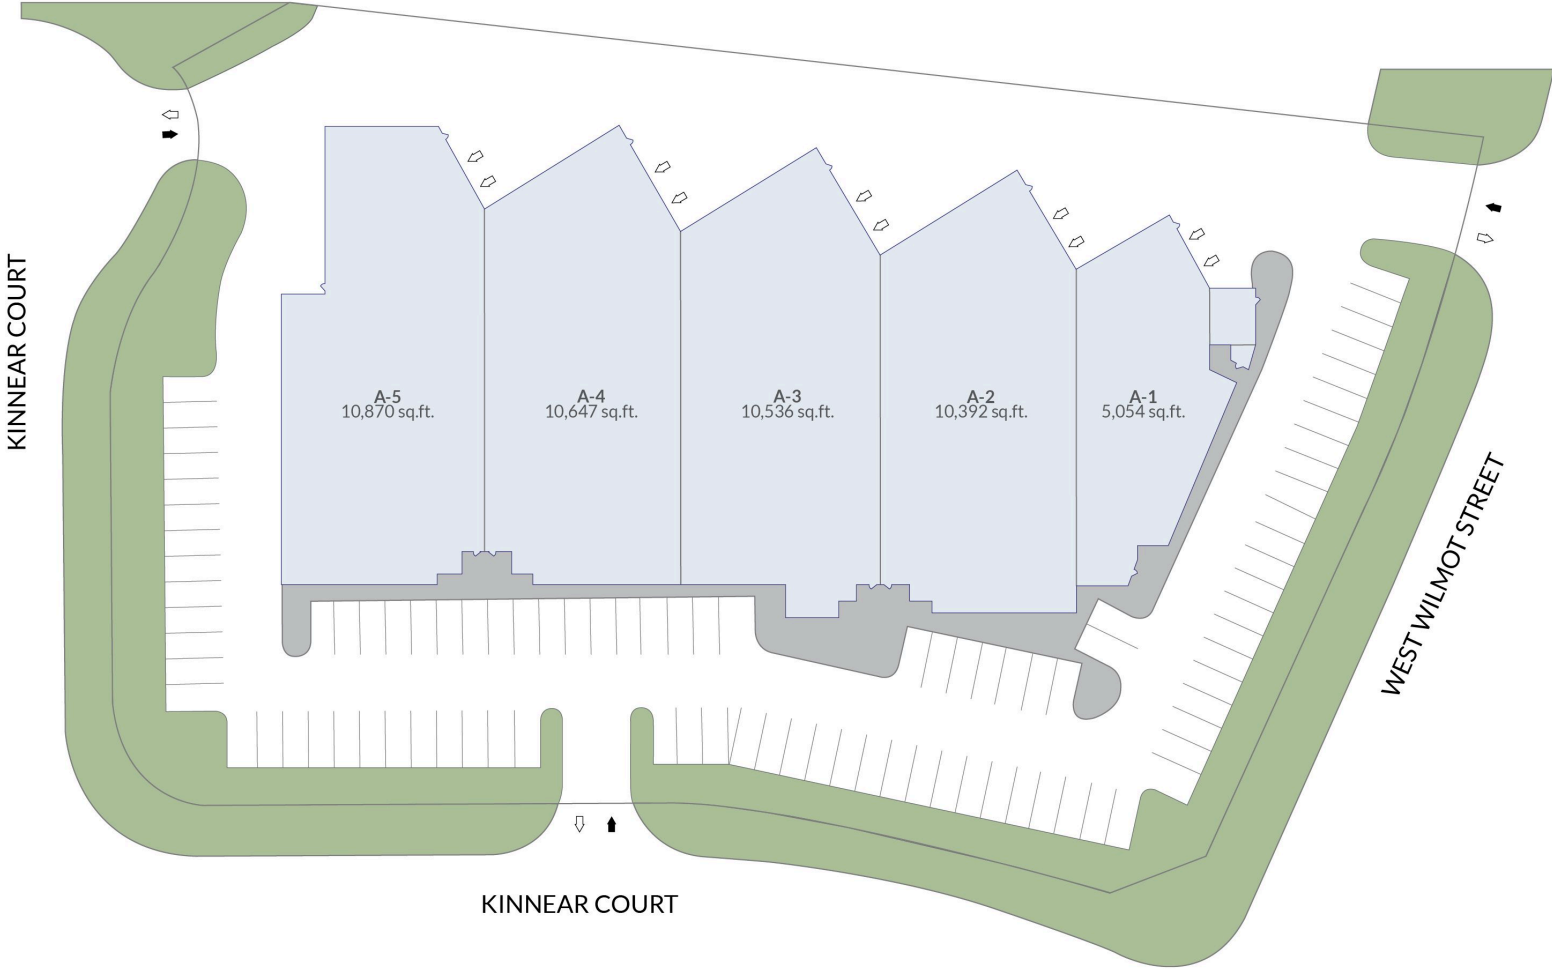 KINNEAR COURT
A-5
10,870 sq.ft.
A-4
10,647 sq.ft.
A-3
10,536 sq.ft.
A-2
10,392 sq.ft.
A-1
5,054 sq.ft.
WEST WILMOT STREET
KINNEAR COURT